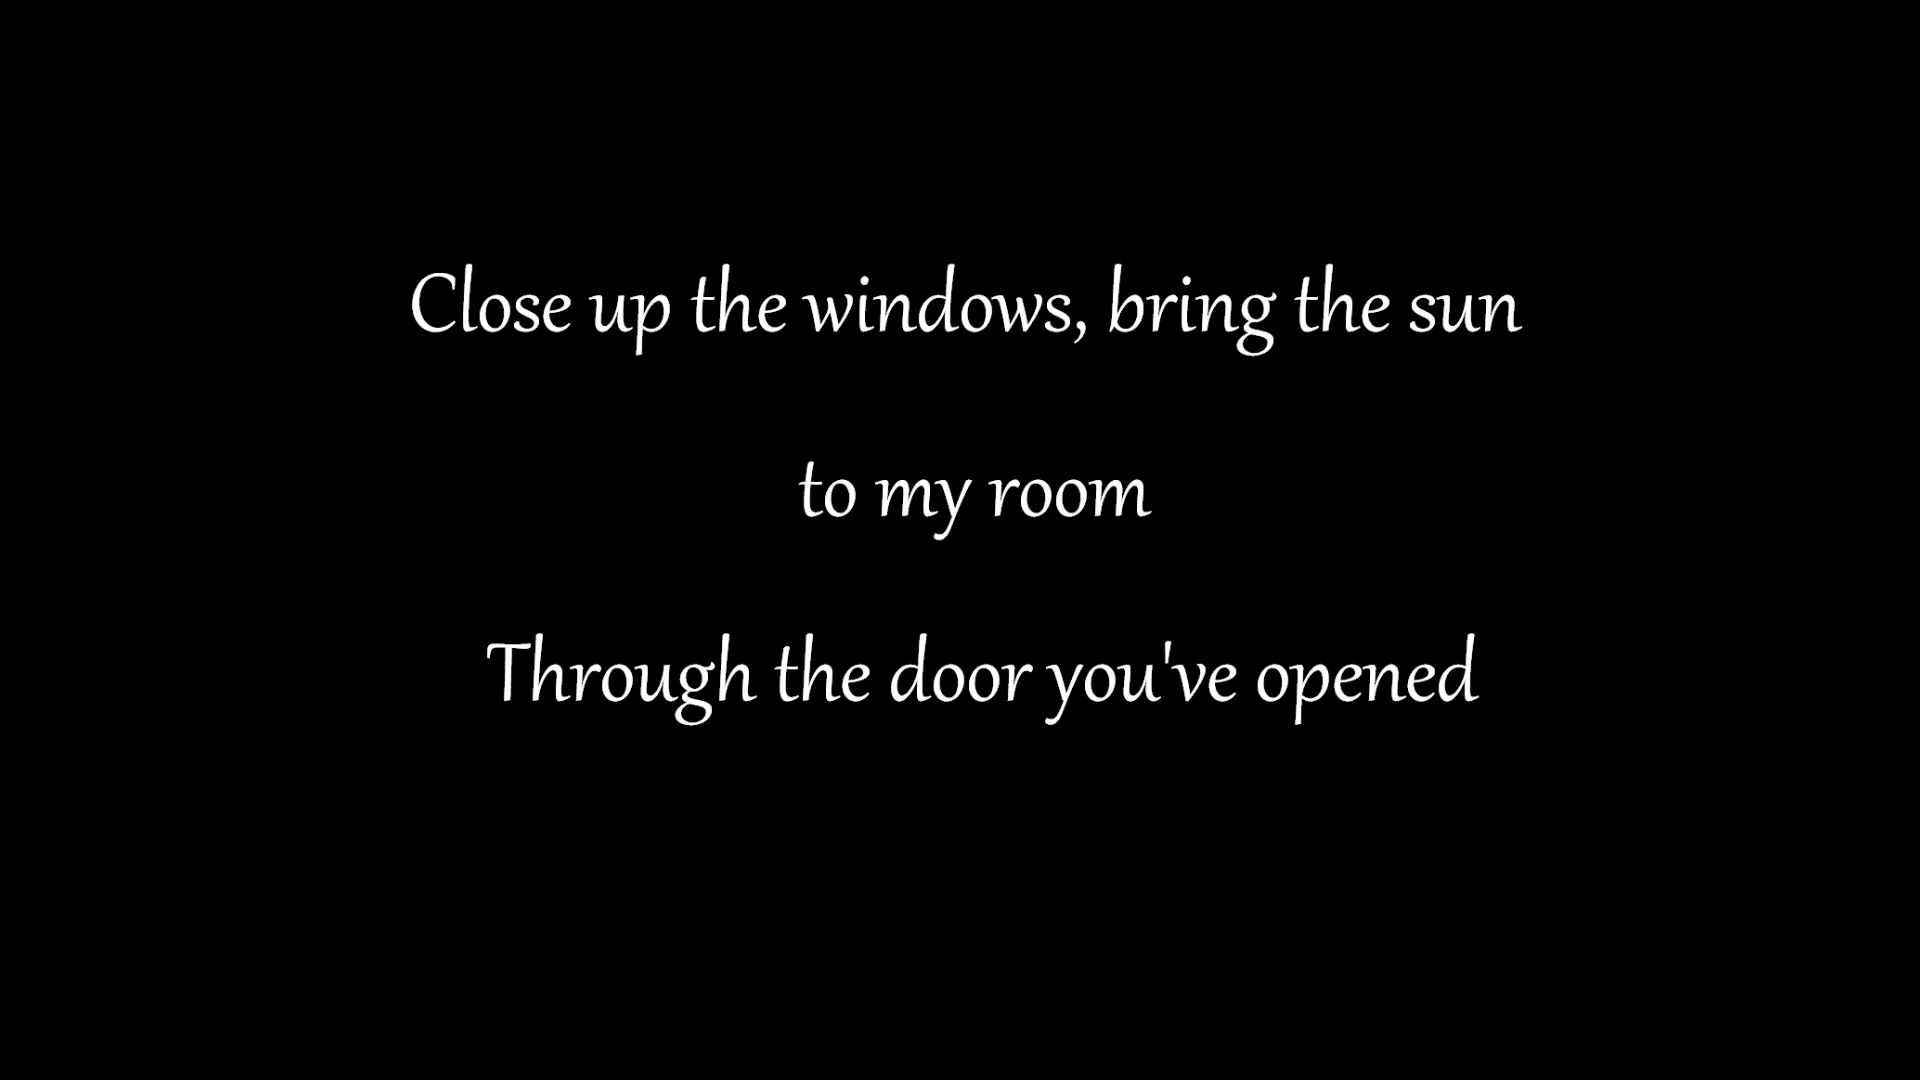 Close up the windows, bring the sun
to my room
Through the door you've opened